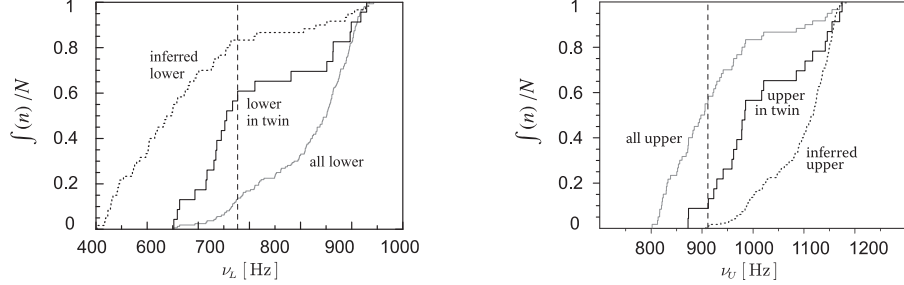 1
0.8
0.6
0.4
0.2
0
∫(n) /N
inferred
lower
lower
in twin
all lower
400 600 700 800 900 1000
ν_L [Hz]
1
0.8
0.6
0.4
0.2
0
∫(n) /N
all upper
upper
in twin
inferred
upper
800 900 1000 1100 1200
ν_U [Hz]